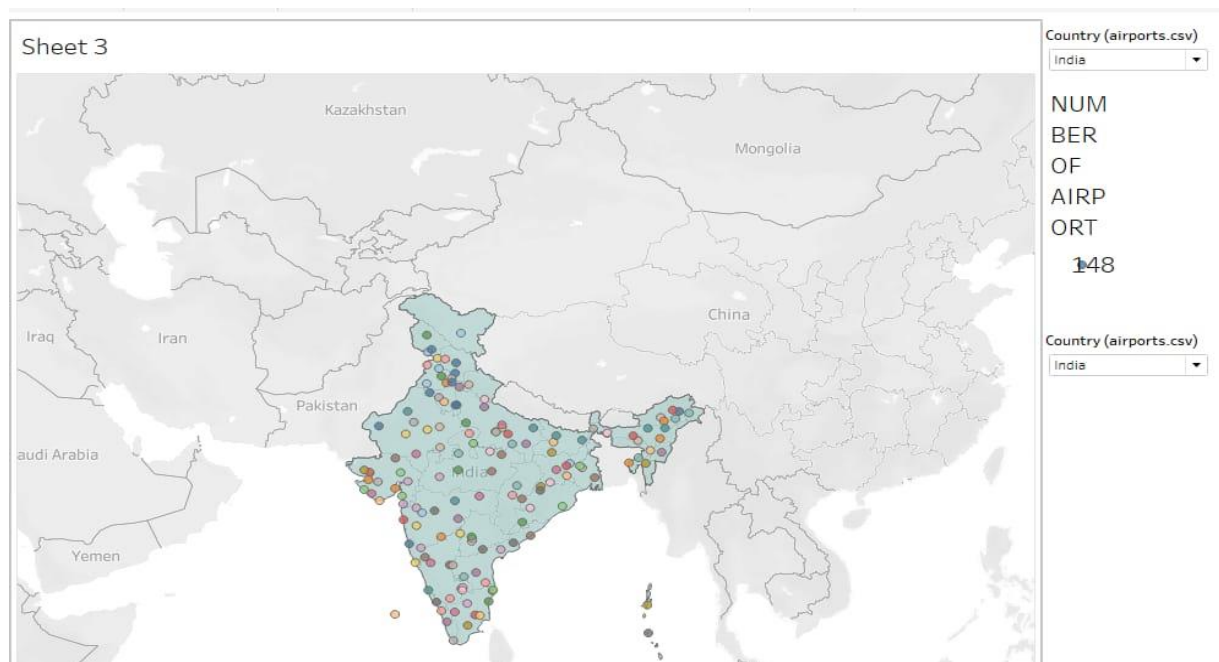 Sheet 3
Kazakhstan
Mongolia
China
Iraq
Iran
Pakistan
audi Arabia
India
Yemen
Country (airports.csv)
India
NUM
BER
OF
AIRP
ORT
148
Country (airports.csv)
India